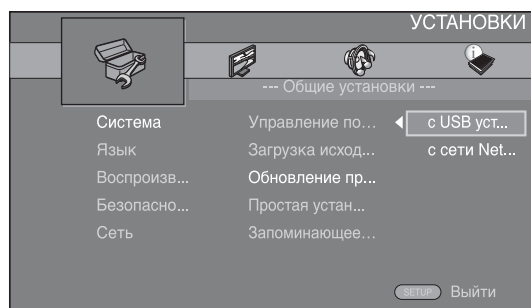 УСТАНОВКИ
--- Общие установки ---
Система
Управление по...
с USB уст...
Язык
Загрузка исход...
с сети Net...
Воспроизв...
Обновление пр...
Безопасно...
Простая устан...
Сеть
Запоминающее...
SETUP Выйти